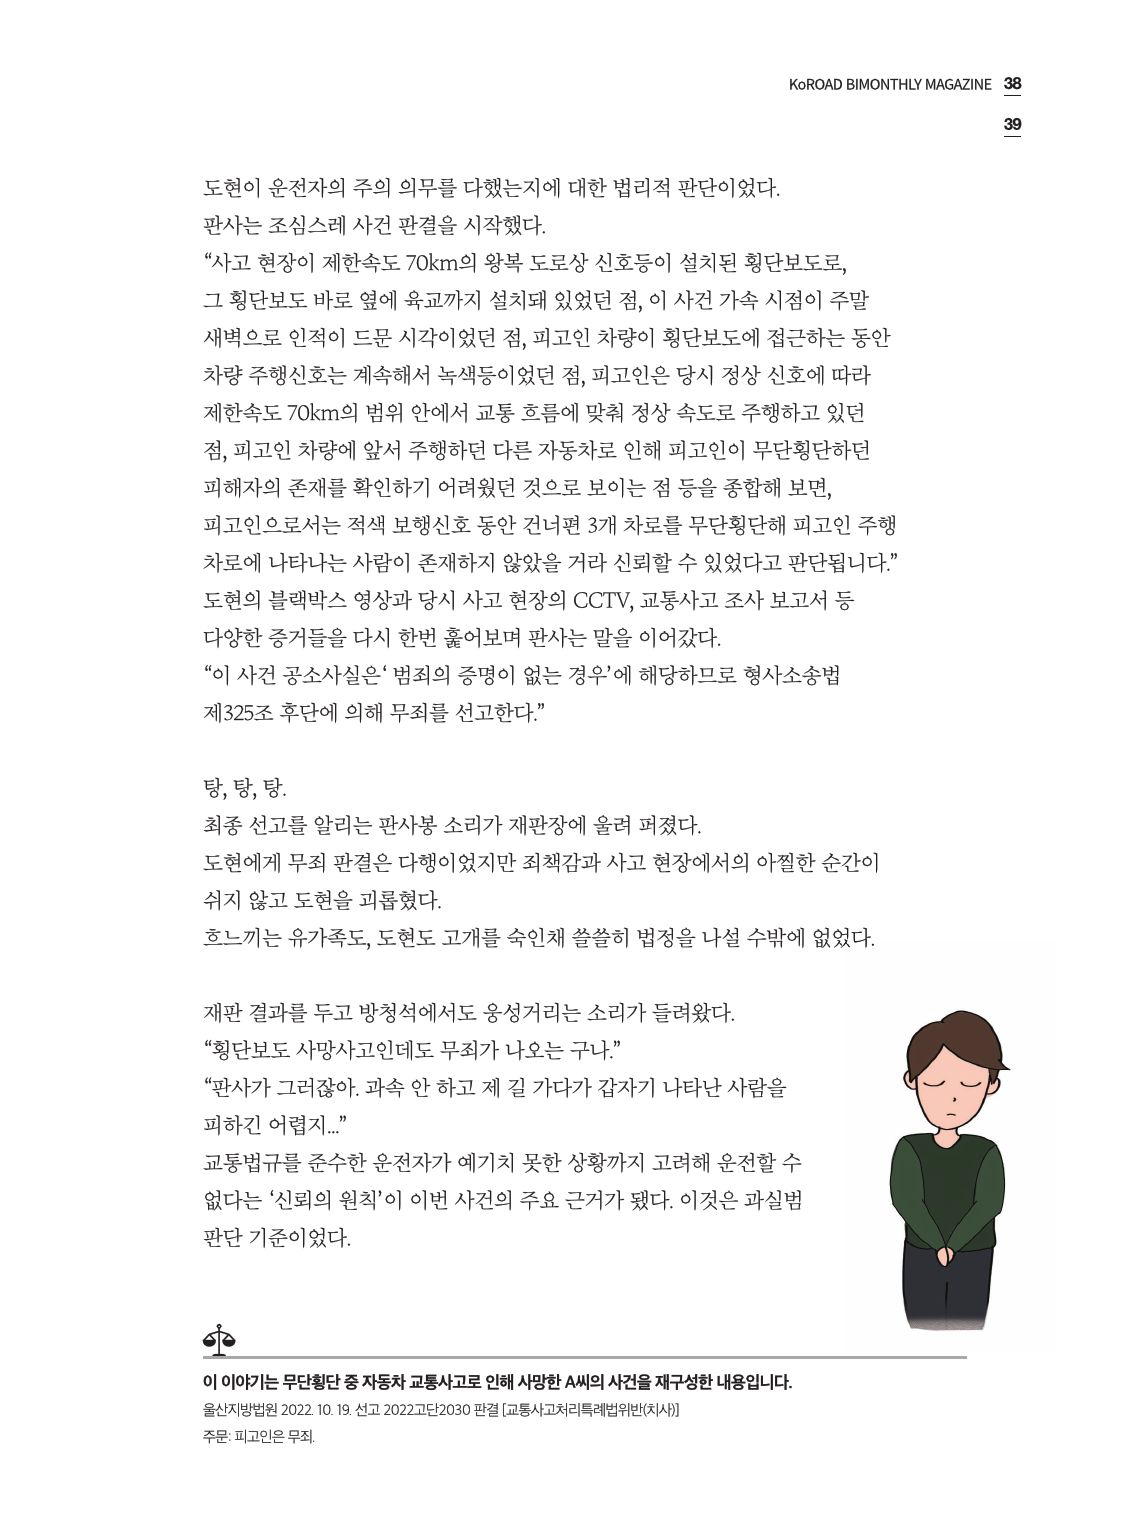 KoROAD BIMONTHLY MAGAZINE 38
39
도현이 운전자의 주의 의무를 다했는지에 대한 법리적 판단이었다.
판사는 조심스레 사건 판결을 시작했다.
“사고 현장이 제한속도 70km의 왕복 도로상 신호등이 설치된 횡단보도로,
그 횡단보도 바로 옆에 육교까지 설치돼 있었던 점, 이 사건 가속 시점이 주말
새벽으로 인적이 드문 시각이었던 점, 피고인 차량이 횡단보도에 접근하는 동안
차량 주행신호는 계속해서 녹색등이었던 점, 피고인은 당시 정상 신호에 따라
제한속도 70km의 범위 안에서 교통 흐름에 맞춰 정상 속도로 주행하고 있던
점, 피고인 차량에 앞서 주행하던 다른 자동차로 인해 피고인이 무단횡단하던
피해자의 존재를 확인하기 어려웠던 것으로 보이는 점 등을 종합해 보면,
피고인으로서는 적색 보행신호 동안 건너편 3개 차로를 무단횡단해 피고인 주행
차로에 나타나는 사람이 존재하지 않았을 거라 신뢰할 수 있었다고 판단됩니다.”
도현의 블랙박스 영상과 당시 사고 현장의 CCTV, 교통사고 조사 보고서 등
다양한 증거들을 다시 한번 훑어보며 판사는 말을 이어갔다.
“이 사건 공소사실은‘ 범죄의 증명이 없는 경우’에 해당하므로 형사소송법
제325조 후단에 의해 무죄를 선고한다.”
탕, 탕, 탕.
최종 선고를 알리는 판사봉 소리가 재판장에 울려 퍼졌다.
도현에게 무죄 판결은 다행이었지만 죄책감과 사고 현장에서의 아찔한 순간이
쉬지 않고 도현을 괴롭혔다.
흐느끼는 유가족도, 도현도 고개를 숙인채 쓸쓸히 법정을 나설 수밖에 없었다.
재판 결과를 두고 방청석에서도 웅성거리는 소리가 들려왔다.
“횡단보도 사망사고인데도 무죄가 나오는 구나.”
“판사가 그러잖아. 과속 안 하고 제 길 가다가 갑자기 나타난 사람을
피하긴 어렵지...”
교통법규를 준수한 운전자가 예기치 못한 상황까지 고려해 운전할 수
없다는 ‘신뢰의 원칙’이 이번 사건의 주요 근거가 됐다. 이것은 과실범
판단 기준이었다.
이 이야기는 무단횡단 중 자동차 교통사고로 인해 사망한 A씨의 사건을 재구성한 내용입니다.
울산지방법원 2022. 10. 19. 선고 2022고단2030 판결 [교통사고처리특례법위반(치사)]
주문: 피고인은 무죄.